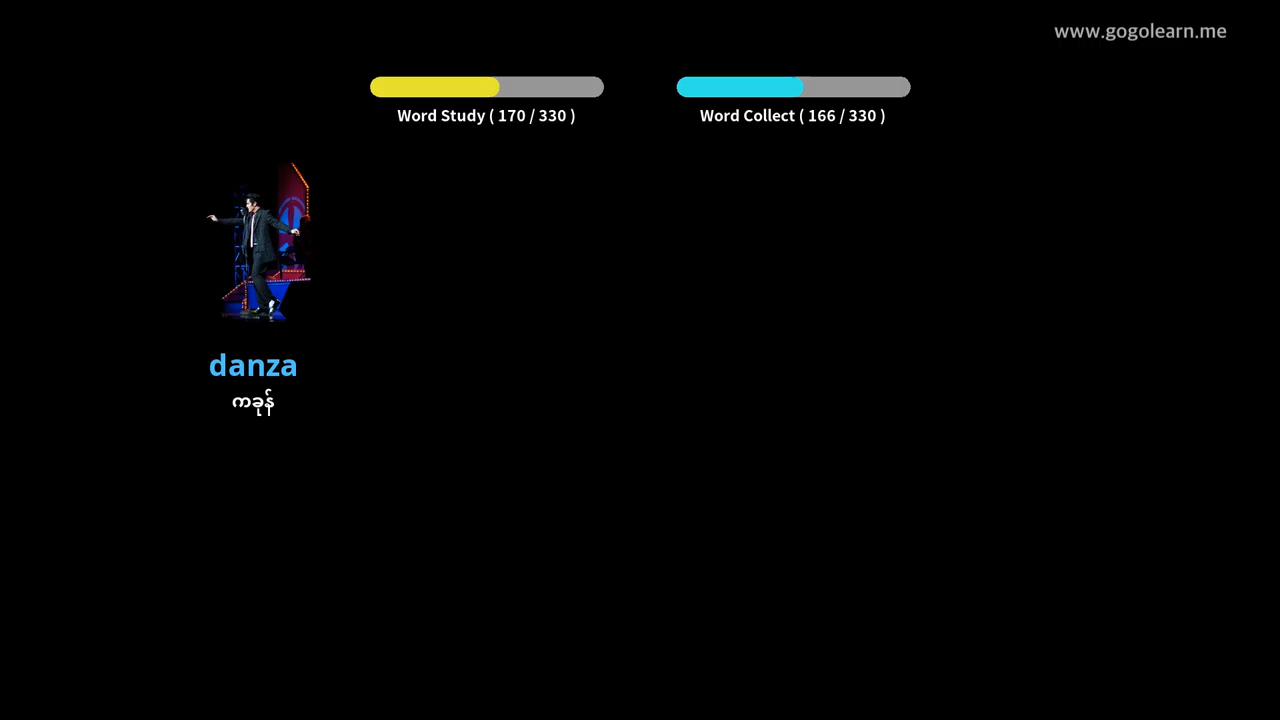 www.gogolearn.me
Word Study ( 170 / 330 )
Word Collect ( 166 / 330 )
danza
ကခုန်